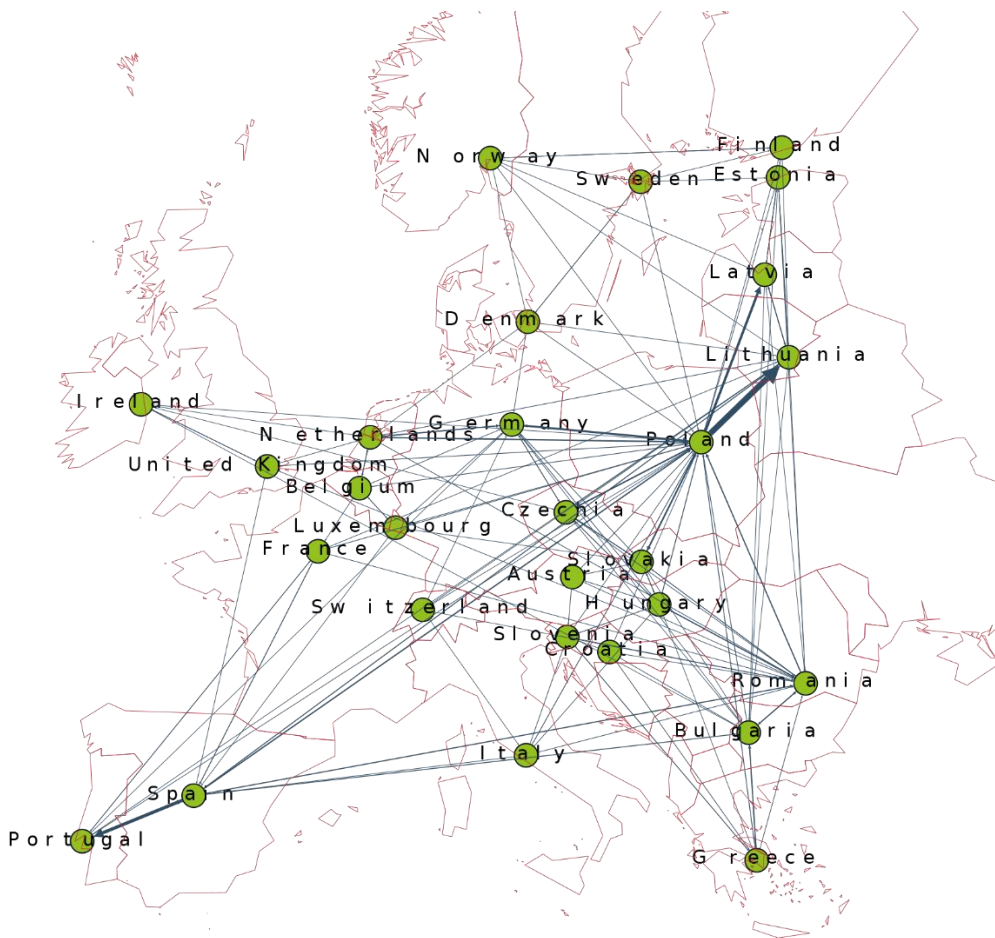 Finland
Norway
Sweden
Estonia
Latvia
Denmark
Lithuania
Ireland
Germany
Netherlands
Poland
United Kingdom
Belgium
Czechia
Luxembourg
France
Slovakia
Austria
Switzerland
Hungary
Slovenia
Croatia
Romania
Bulgaria
Italy
Spain
Portugal
Greece